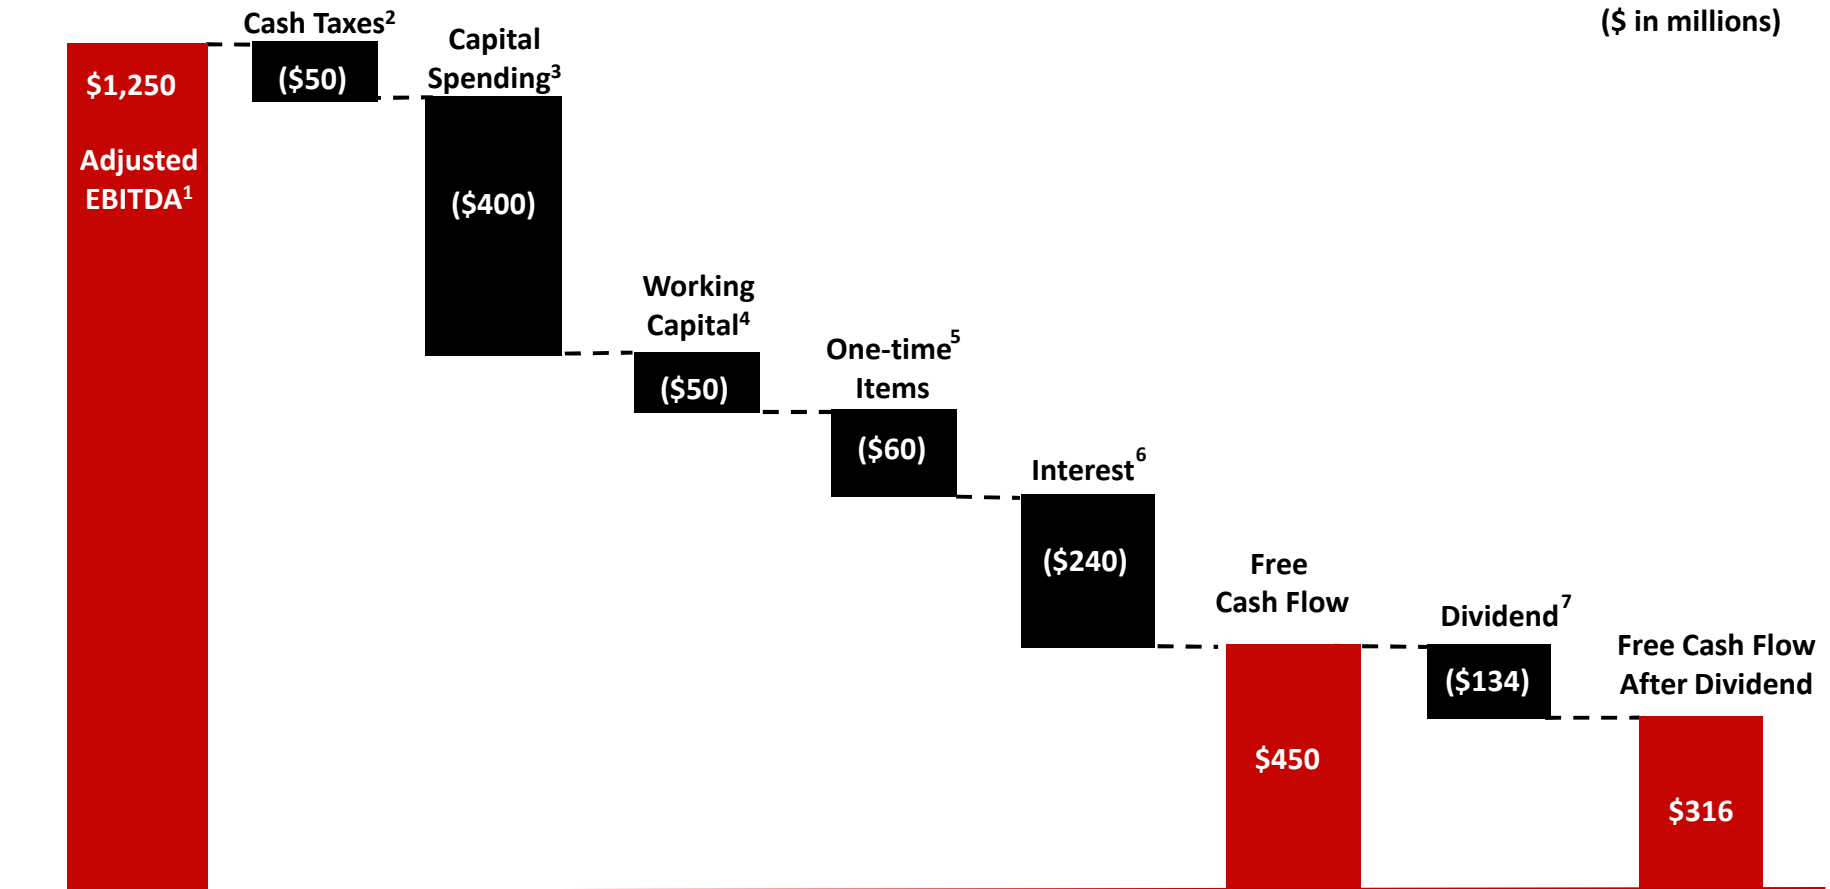 ($ in millions)
$1,250
Adjusted
EBITDA¹
Cash Taxes²
($50)
Capital
Spending³
($400)
Working
Capital⁴
($50)
One-time⁵
Items
($60)
Interest⁶
($240)
Free
Cash Flow
$450
Dividend⁷
($134)
Free Cash Flow
After Dividend
$316